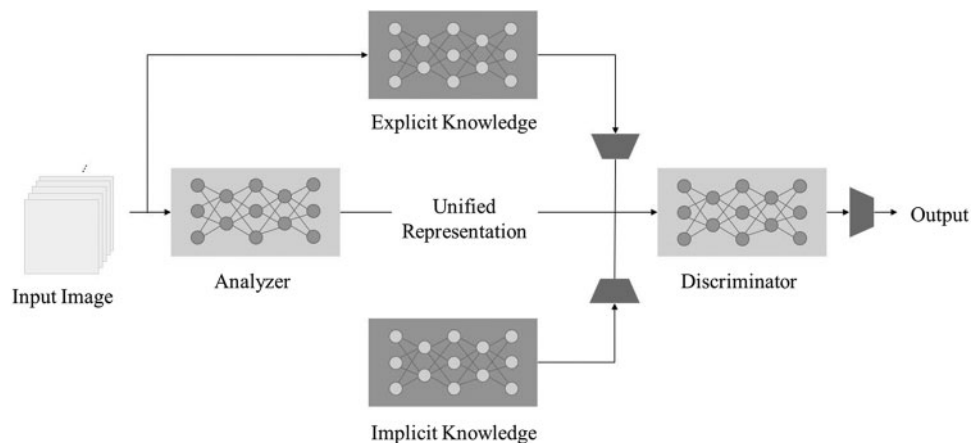 Explicit Knowledge
Unified
Representation
Output
Input Image
Analyzer
Discriminator
Implicit Knowledge